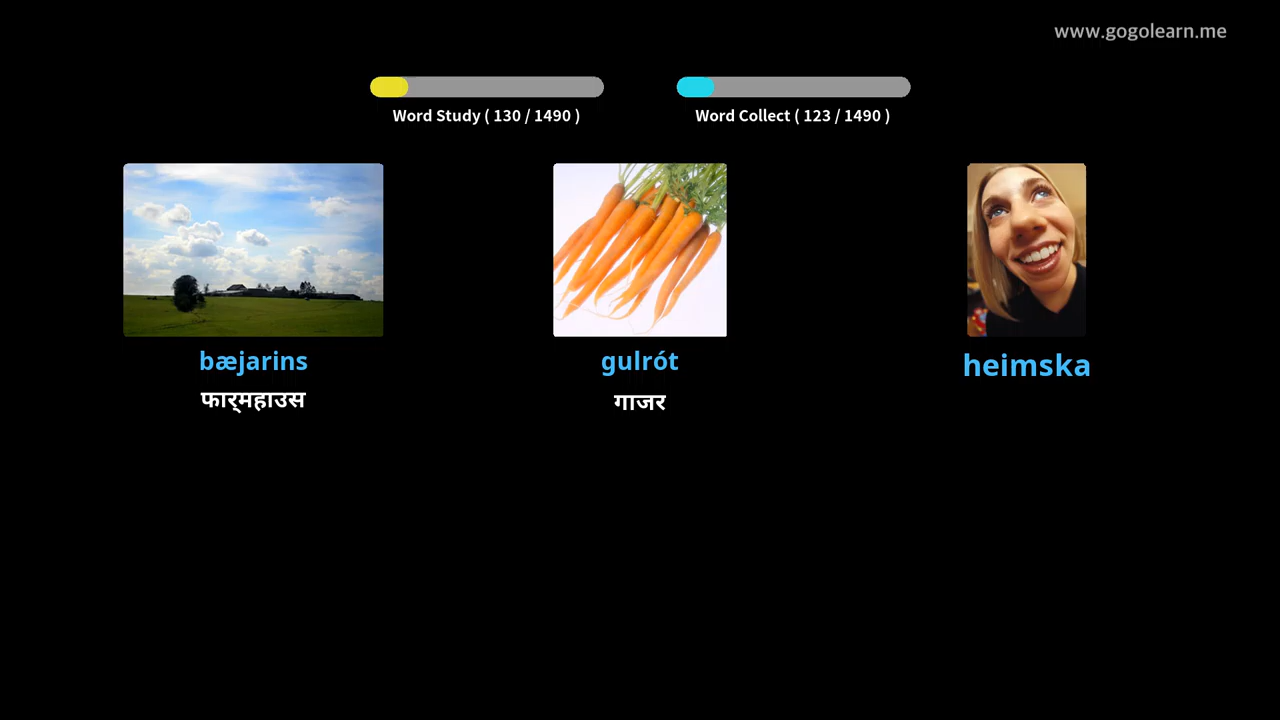 www.gogolearn.me
Word Study ( 130 / 1490 )
Word Collect ( 123 / 1490 )
bæjarins
gulrót
heimska
फार्महाउस
गाजर